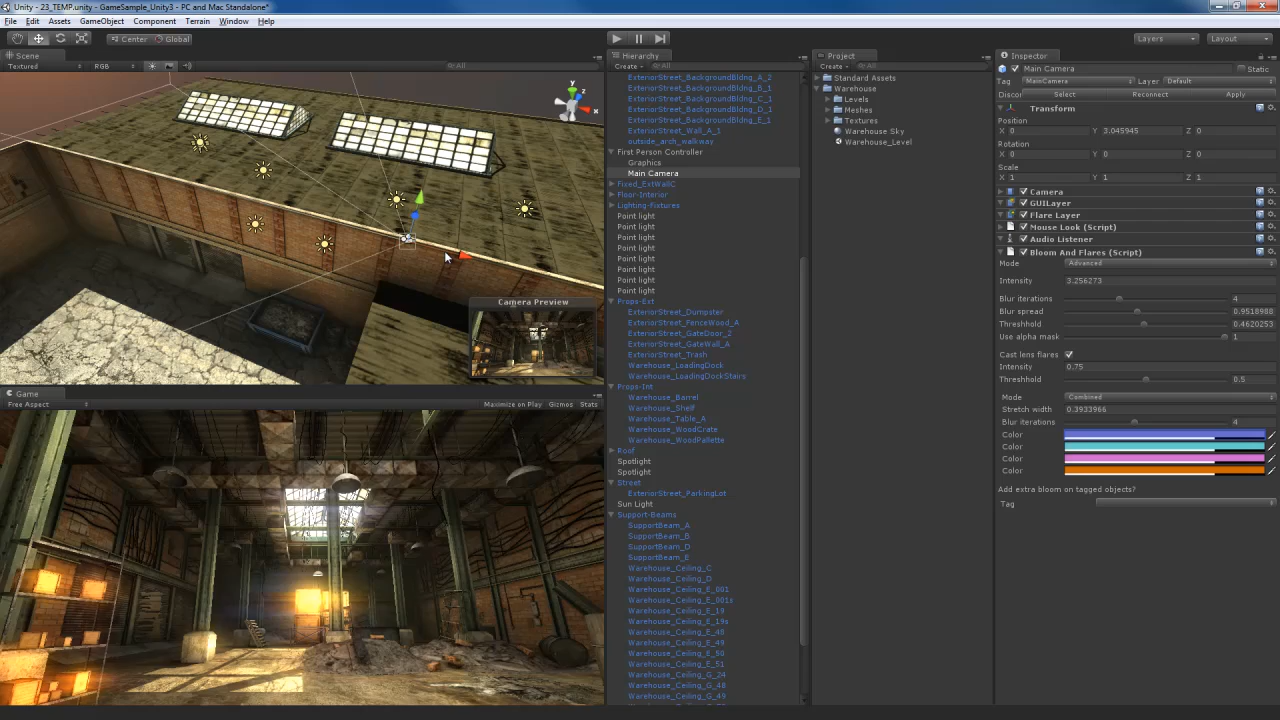 Unity - 23_TEMP.unity - GameSample_Unity3 - PC and Mac Standalone*
File Edit Assets GameObject Component Terrain Window Help
Center Global Layers Layout
Scene
Textured RGB All
y
x
Camera Preview
Game
Free Aspect Maximize on Play Gizmos Stats
Hierarchy
Create All
ExteriorStreet_BackgroundBldng_A_2
ExteriorStreet_BackgroundBldng_B_1
ExteriorStreet_BackgroundBldng_C_1
ExteriorStreet_BackgroundBldng_D_1
ExteriorStreet_BackgroundBldng_E_1
ExteriorStreet_Wall_A_1
outside_arch_walkway
First Person Controller
Graphics
Main Camera
Fixed_ExtWallC
Floor-Interior
Lighting-Fixtures
Point light
Point light
Point light
Point light
Point light
Point light
Point light
Point light
Props-Ext
ExteriorStreet_Dumpster
ExteriorStreet_FenceWood_A
ExteriorStreet_GateDoor_2
ExteriorStreet_GateWall_A
ExteriorStreet_Trash
Warehouse_LoadingDock
Warehouse_LoadingDockStairs
Props-Int
Warehouse_Barrel
Warehouse_Shelf
Warehouse_Table_A
Warehouse_WoodCrate
Warehouse_WoodPallette
Roof
Spotlight
Spotlight
Street
ExteriorStreet_ParkingLot
Sun Light
Support-Beams
SupportBeam_A
SupportBeam_B
SupportBeam_D
SupportBeam_E
Warehouse_Ceiling_C
Warehouse_Ceiling_D
Warehouse_Ceiling_E_001
Warehouse_Ceiling_E_001s
Warehouse_Ceiling_E_19
Warehouse_Ceiling_E_19s
Warehouse_Ceiling_E_48
Warehouse_Ceiling_E_49
Warehouse_Ceiling_E_50
Warehouse_Ceiling_E_51
Warehouse_Ceiling_G_24
Warehouse_Ceiling_G_48
Warehouse_Ceiling_G_49
Project
Create All
Standard Assets
Warehouse
Levels
Meshes
Textures
Warehouse Sky
Warehouse_Level
Inspector
Main Camera Static
Tag MainCamera Layer Default
Discor Select Reconnect Apply
Transform
Position
X 0 Y 3.045945 Z 0
Rotation
X 0 Y 0 Z 0
Scale
X 1 Y 1 Z 1
Camera
GUILayer
Flare Layer
Mouse Look (Script)
Audio Listener
Bloom And Flares (Script)
Mode Advanced
Intensity 3.256273
Blur iterations 4
Blur spread 0.9518988
Threshhold 0.4620253
Use alpha mask 1
Cast lens flares
Intensity 0.75
Threshhold 0.5
Mode Combined
Stretch width 0.3933966
Blur iterations 4
Color
Color
Color
Color
Add extra bloom on tagged objects?
Tag